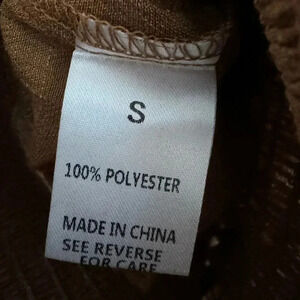 S
100% POLYESTER
MADE IN CHINA
SEE REVERSE
FOR CARE